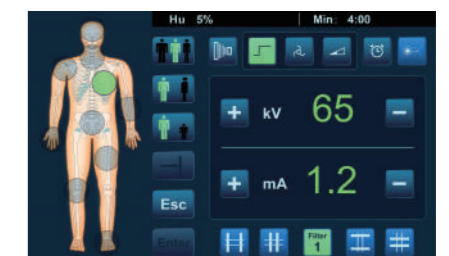 Hu 5% Min: 4:00
+ kV 65 -
+ mA 1.2 -
Esc
Enter
Filter
1